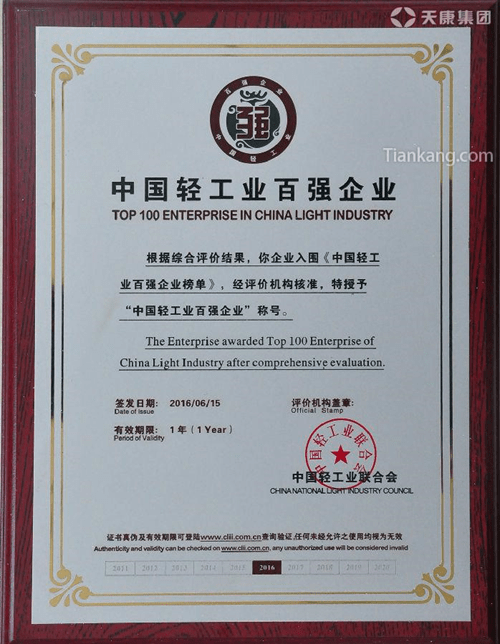 天康集团
Tiankang.com
中国轻工业百强企业
TOP 100 ENTERPRISE IN CHINA LIGHT INDUSTRY
根据综合评价结果，你企业入围《中国轻工
业百强企业榜单》，经评价机构核准，特授予
“中国轻工业百强企业”称号。
The Enterprise awarded Top 100 Enterprise of
China Light Industry after comprehensive evaluation.
签发日期： 2016/06/15
Date of Issue
评价机构盖章：
Official Stamp
有效期限： 1年（1 Year）
Period of Validity
中国轻工业联合会
中国轻工业联合会
CHINA NATIONAL LIGHT INDUSTRY COUNCIL
证书真伪及有效期限可登陆www.clii.com.cn查询验证,任何未经允许之使用均视为无效
Authenticity and validity can be checked on www.clii.com.cn, any unauthorized use will be considered invalid
2011 2012 2013 2014 2015 2016 2017 2018 2019 2020